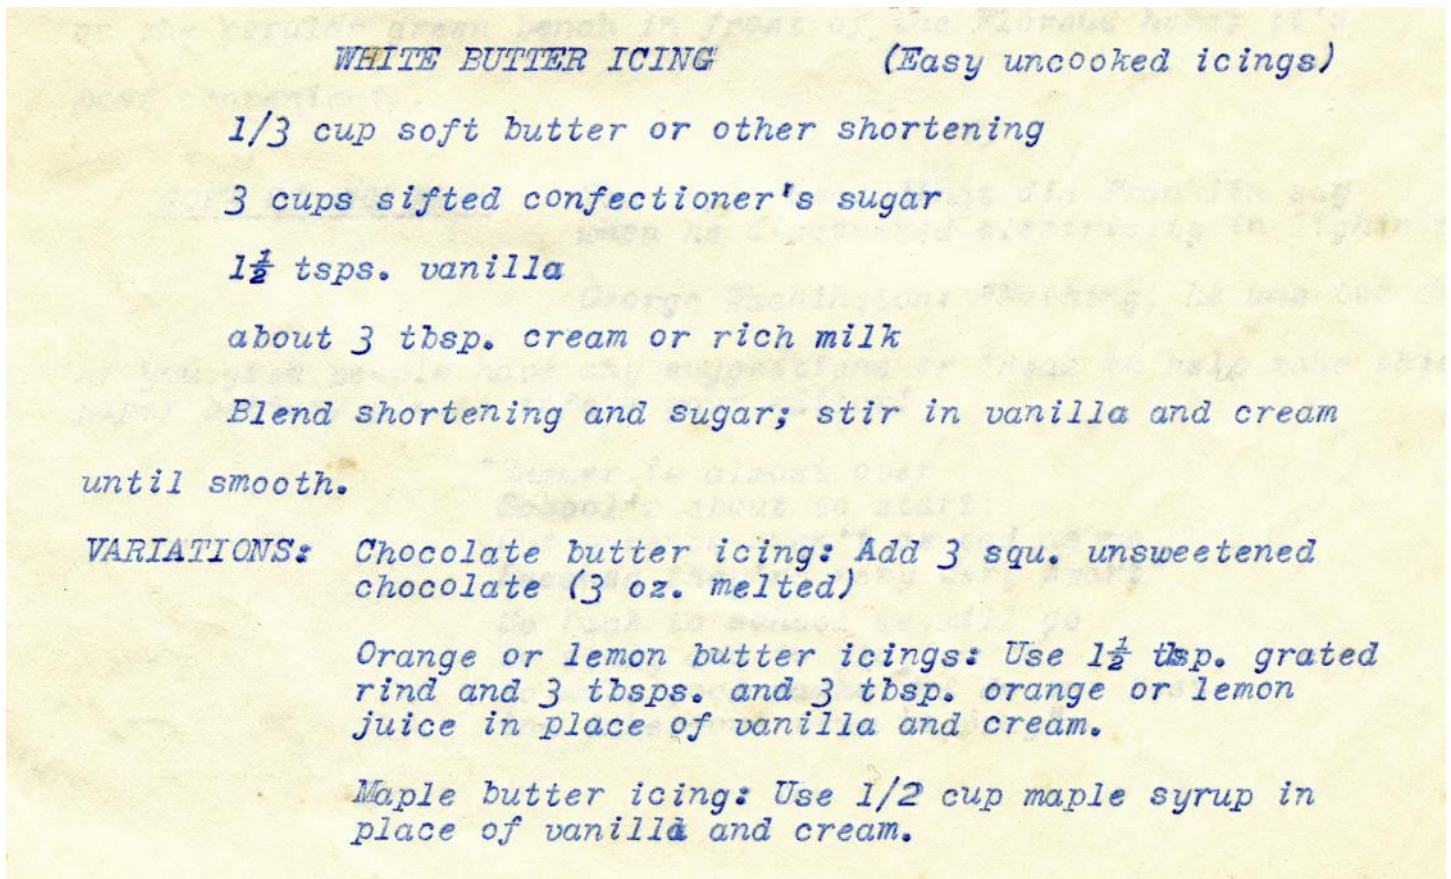 WHITE BUTTER ICING (Easy uncooked icings)
1/3 cup soft butter or other shortening
3 cups sifted confectioner's sugar
1½ tsps. vanilla
about 3 tbsp. cream or rich milk
Blend shortening and sugar; stir in vanilla and cream
until smooth.
VARIATIONS: Chocolate butter icing: Add 3 squ. unsweetened
chocolate (3 oz. melted)
Orange or lemon butter icings: Use 1½ tbsp. grated
rind and 3 tbsps. and 3 tbsp. orange or lemon
juice in place of vanilla and cream.
Maple butter icing: Use 1/2 cup maple syrup in
place of vanilla and cream.